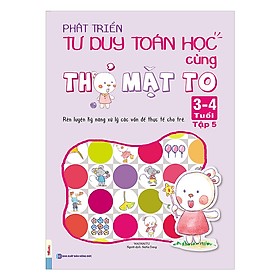 PHÁT TRIỂN
TƯ DUY TOÁN HỌC
cùng
THỎ MẶT TO
3-4
Tuổi
Tập 5
Rèn luyện kỹ năng xử lý các vấn đề thực tế cho trẻ